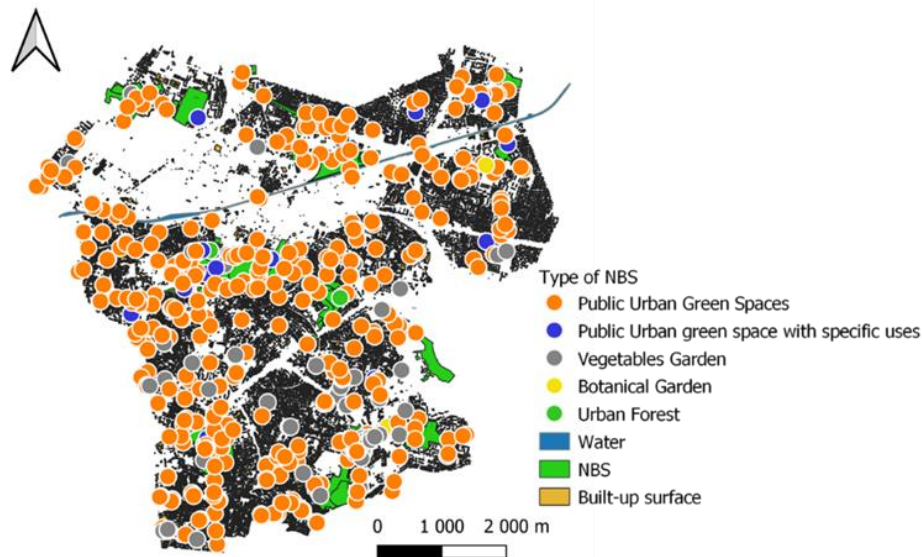 Type of NBS
Public Urban Green Spaces
Public Urban green space with specific uses
Vegetables Garden
Botanical Garden
Urban Forest
Water
NBS
Built-up surface
0 1 000 2 000 m